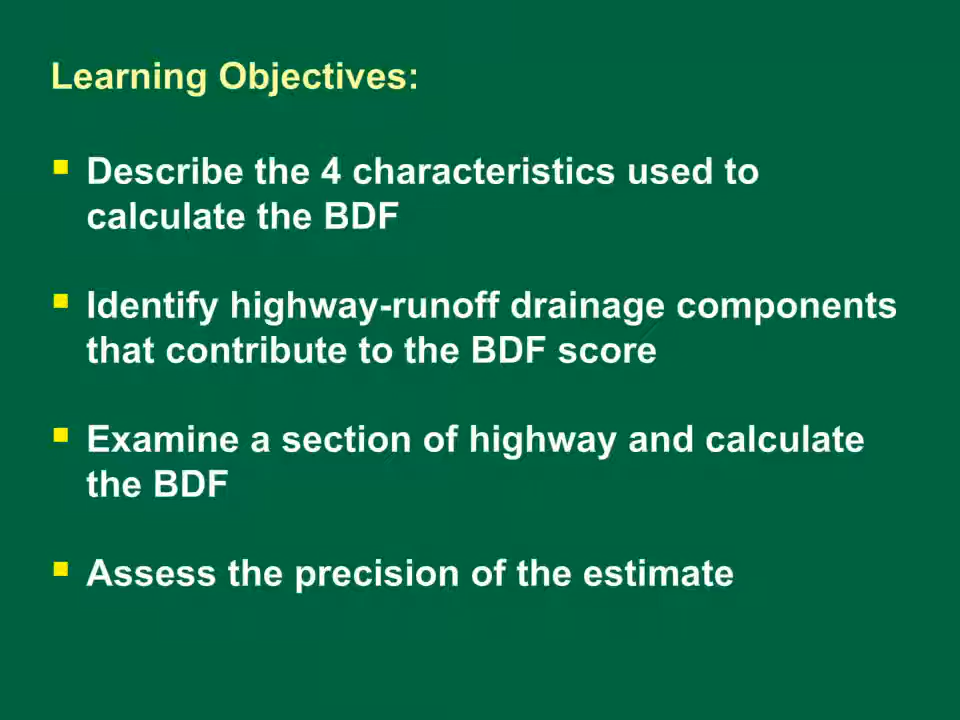 Learning Objectives:
Describe the 4 characteristics used to
calculate the BDF
Identify highway-runoff drainage components
that contribute to the BDF score
Examine a section of highway and calculate
the BDF
Assess the precision of the estimate